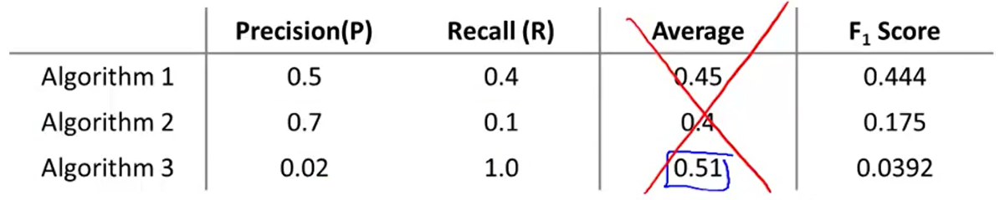 Precision(P) Recall (R) Average F₁ Score
Algorithm 1 0.5 0.4 0.45 0.444
Algorithm 2 0.7 0.1 0.4 0.175
Algorithm 3 0.02 1.0 0.51 0.0392